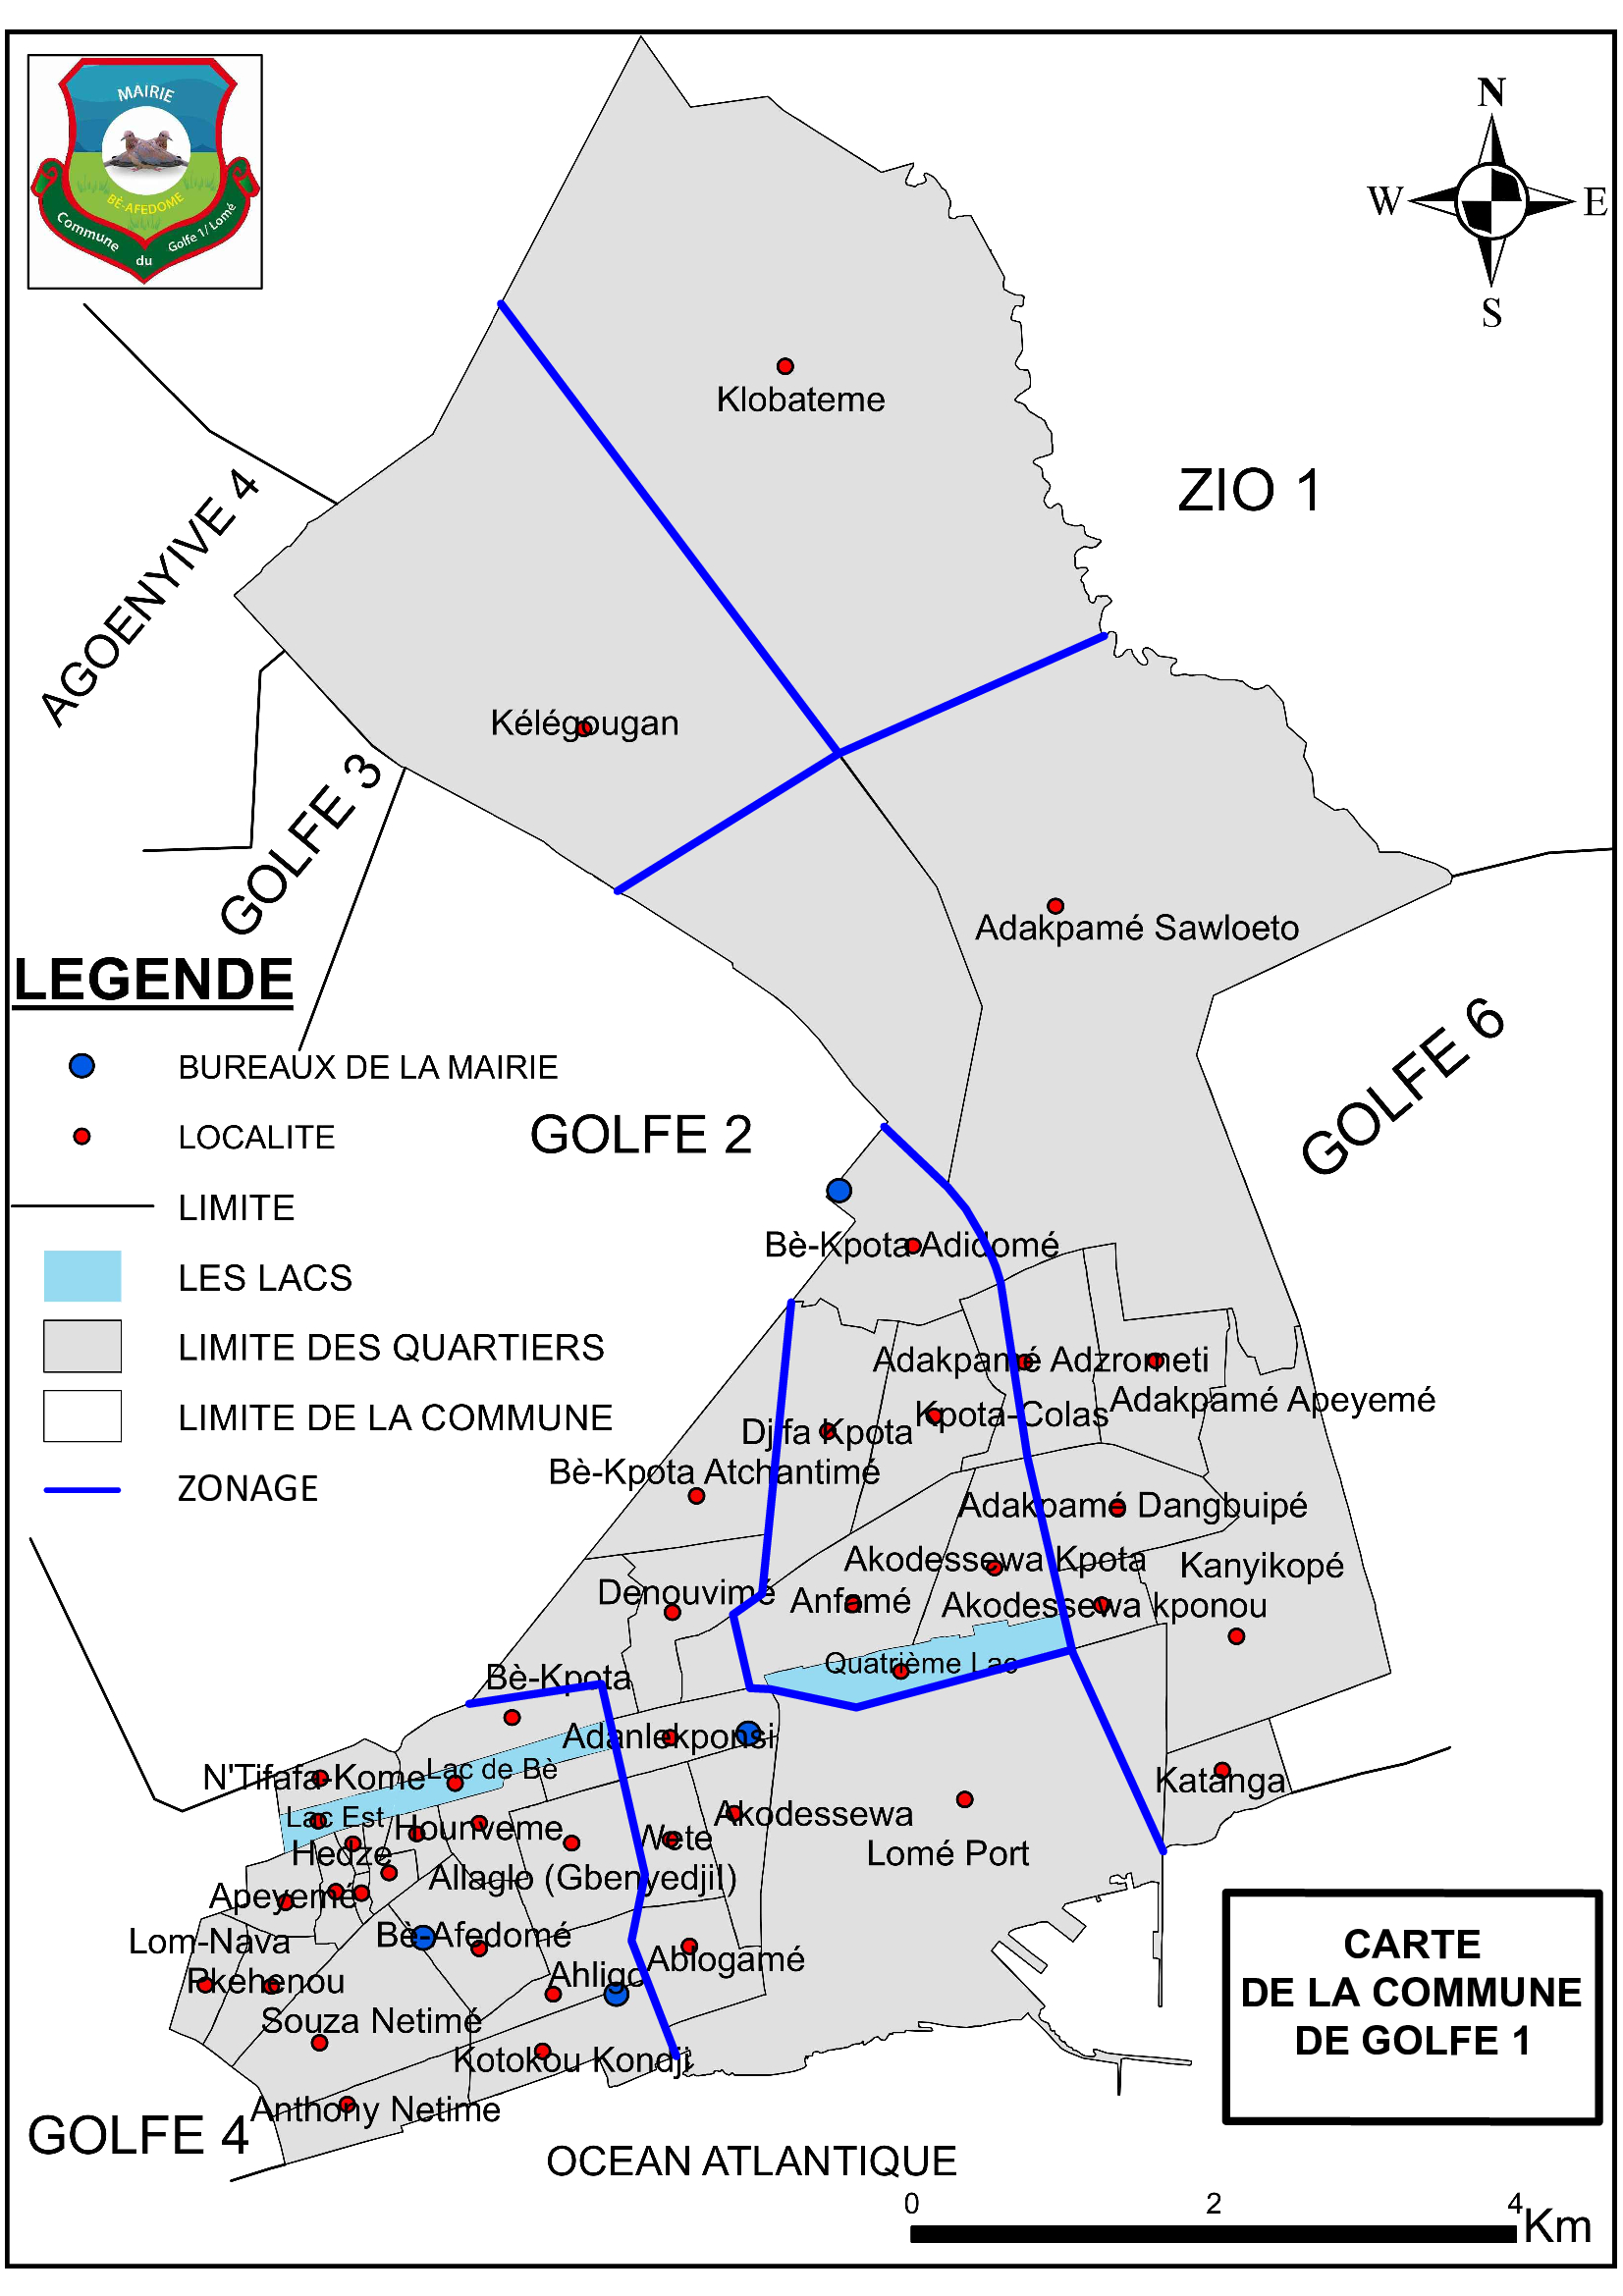 MAIRIE
BÈ-AFEDOME
Commune du Golfe 1/ Lomé
N
W
E
S
Klobateme
ZIO 1
AGOENYIVE 4
Kélégougan
GOLFE 3
Adakpamé Sawloeto
GOLFE 6
GOLFE 2
LEGENDE
BUREAUX DE LA MAIRIE
LOCALITE
LIMITE
LES LACS
LIMITE DES QUARTIERS
LIMITE DE LA COMMUNE
ZONAGE
Bè-Kpota Adidomé
Adakpamé Adzrometi
Adakpamé Apeyemé
Kpota-Colas
Djifa Kpota
Bè-Kpota Atchantimé
Adakpamé Dangbuipé
Akodessewa Kpota
Kanyikopé
Denouvimé
Anfamé
Akodessewa kponou
Quatrième Lac
Bè-Kpota
Adanlekponsi
N'Tifafa-Kome
Lac de Bè
Katanga
Lac Est
Hounveme
Akodessewa
Wete
Hedze
Lomé Port
Allaglo (Gbenyedjil)
Apeyemé
Bè-Afedomé
Lom-Nava
Ablogamé
Pkehenou
Ahligo
Souza Netimé
Kotokou Kondji
Anthony Netime
GOLFE 4
OCEAN ATLANTIQUE
CARTE
DE LA COMMUNE
DE GOLFE 1
0 2 4 Km